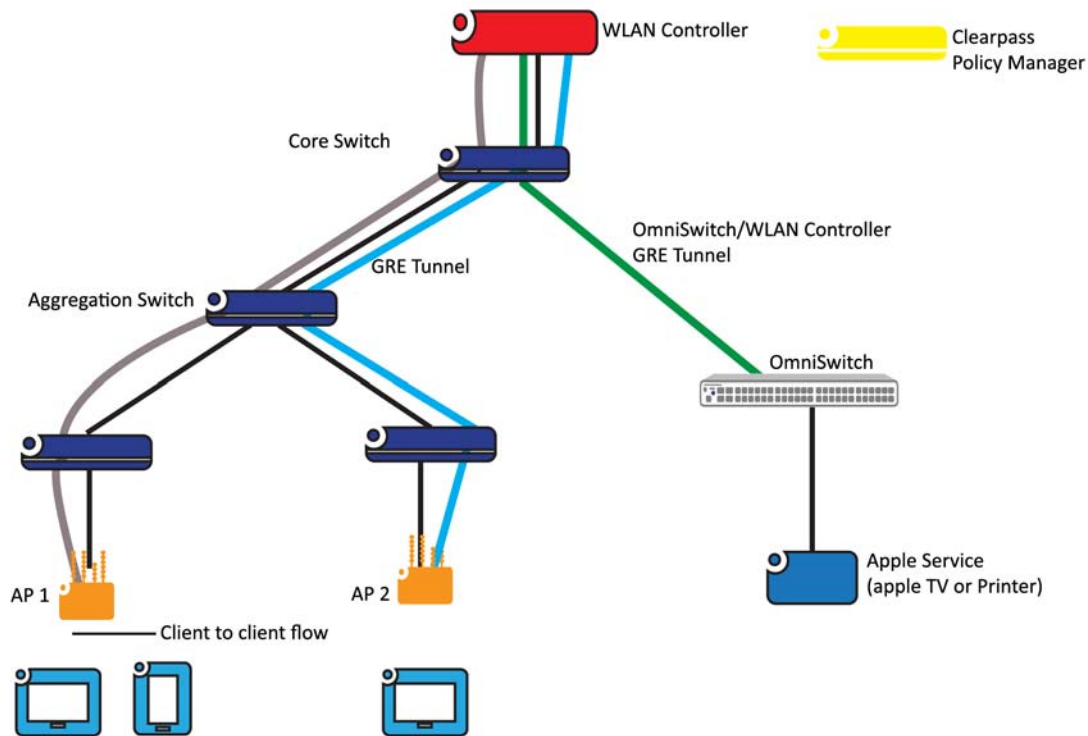 WLAN Controller
Clearpass
Policy Manager
Core Switch
OmniSwitch/WLAN Controller
GRE Tunnel
GRE Tunnel
Aggregation Switch
OmniSwitch
Apple Service
(apple TV or Printer)
AP 1
AP 2
Client to client flow